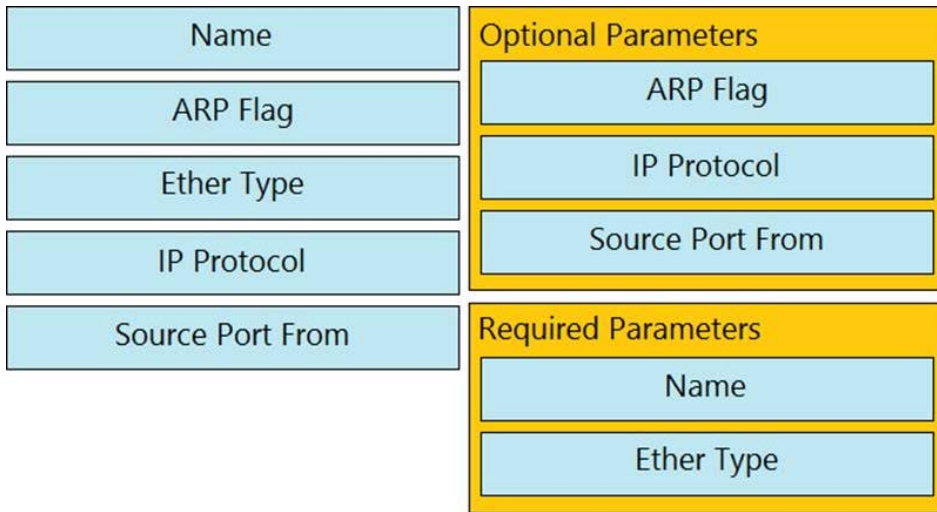 Name
ARP Flag
Ether Type
IP Protocol
Source Port From
Optional Parameters
ARP Flag
IP Protocol
Source Port From
Required Parameters
Name
Ether Type